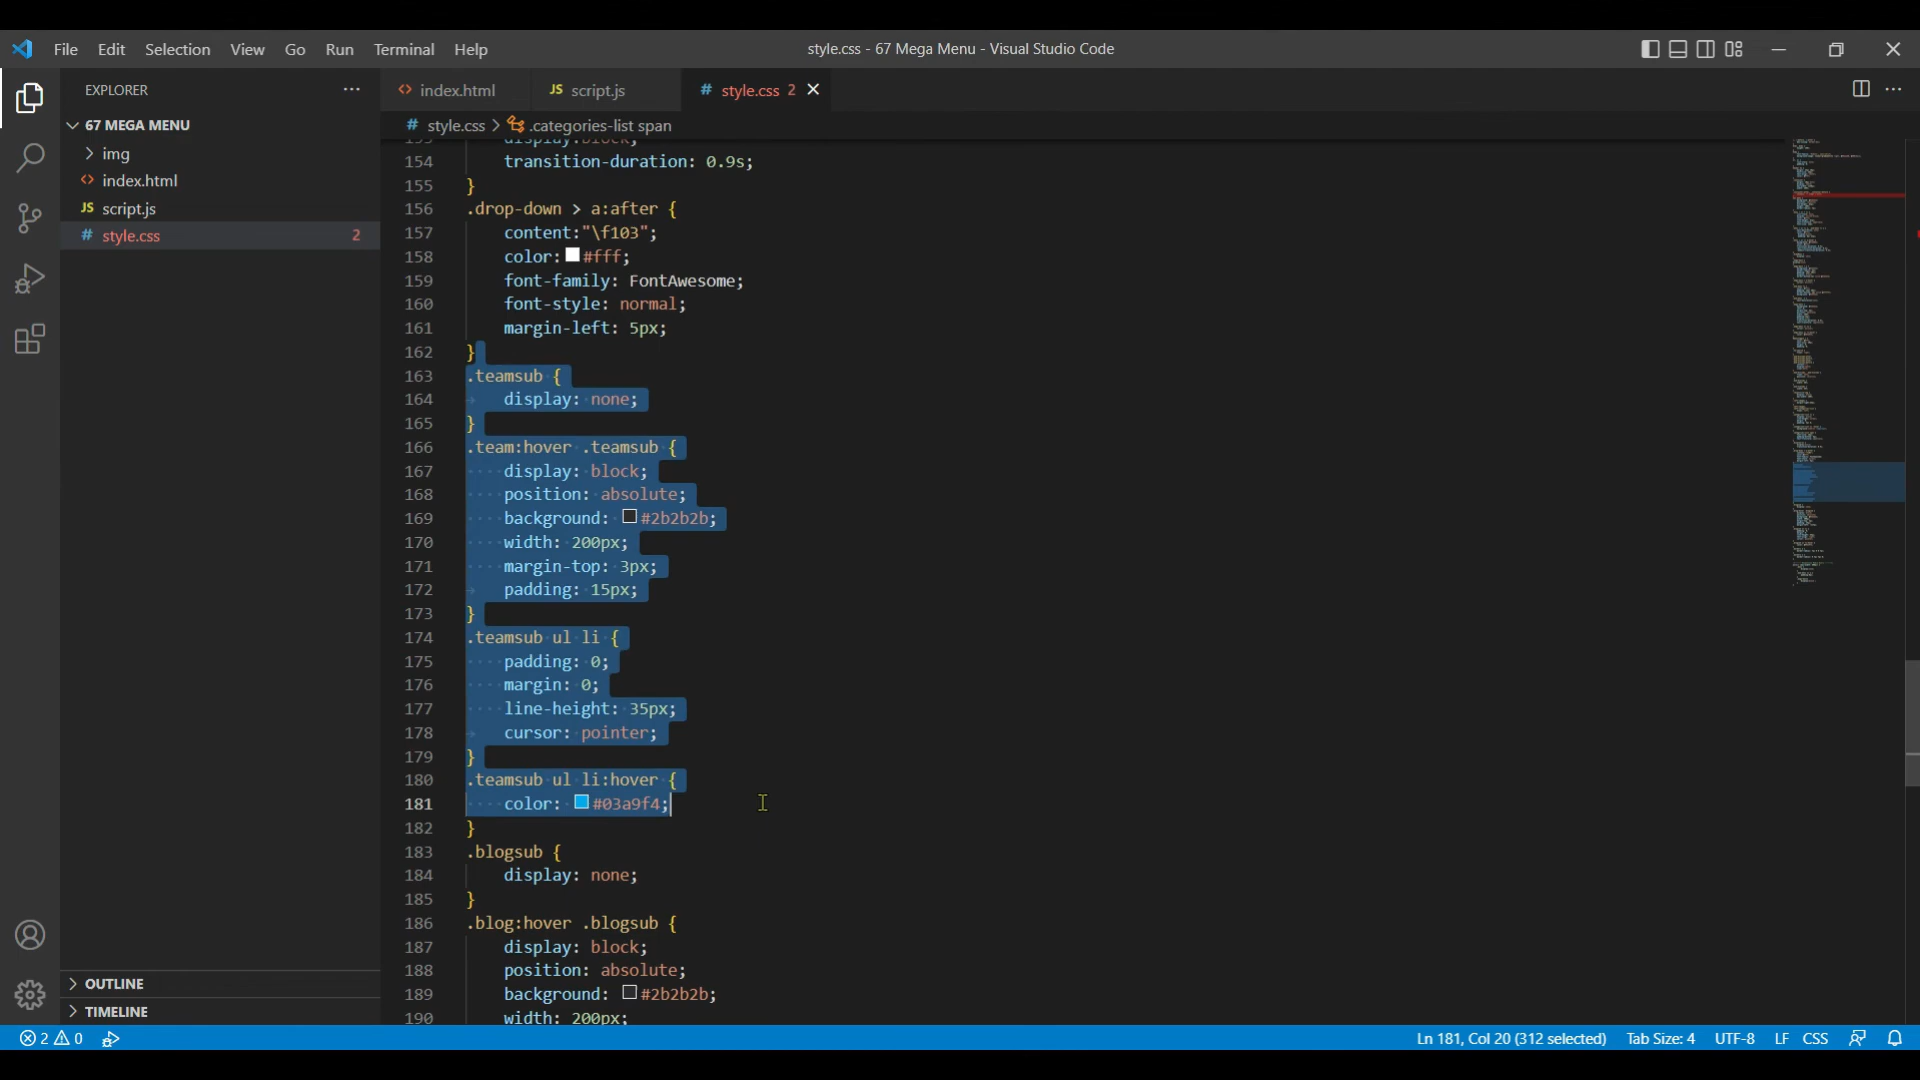 File Edit Selection View Go Run Terminal Help
style.css - 67 Mega Menu - Visual Studio Code
EXPLORER
67 MEGA MENU
img
index.html
JS script.js
# style.css 2
OUTLINE
TIMELINE
index.html
JS script.js
# style.css 2
# style.css > .categories-list span
153 display:block;
154 transition-duration: 0.9s;
155 }
156 .drop-down > a:after {
157 content:"\f103";
158 color: #fff;
159 font-family: FontAwesome;
160 font-style: normal;
161 margin-left: 5px;
162 }
163 .teamsub {
164 display: none;
165 }
166 .team:hover .teamsub {
167 display: block;
168 position: absolute;
169 background: #2b2b2b;
170 width: 200px;
171 margin-top: 3px;
172 padding: 15px;
173 }
174 .teamsub ul li {
175 padding: 0;
176 margin: 0;
177 line-height: 35px;
178 cursor: pointer;
179 }
180 .teamsub ul li:hover {
181 color: #03a9f4;
182 }
183 .blogsub {
184 display: none;
185 }
186 .blog:hover .blogsub {
187 display: block;
188 position: absolute;
189 background: #2b2b2b;
190 width: 200px;
2 0
Ln 181, Col 20 (312 selected) Tab Size: 4 UTF-8 LF CSS